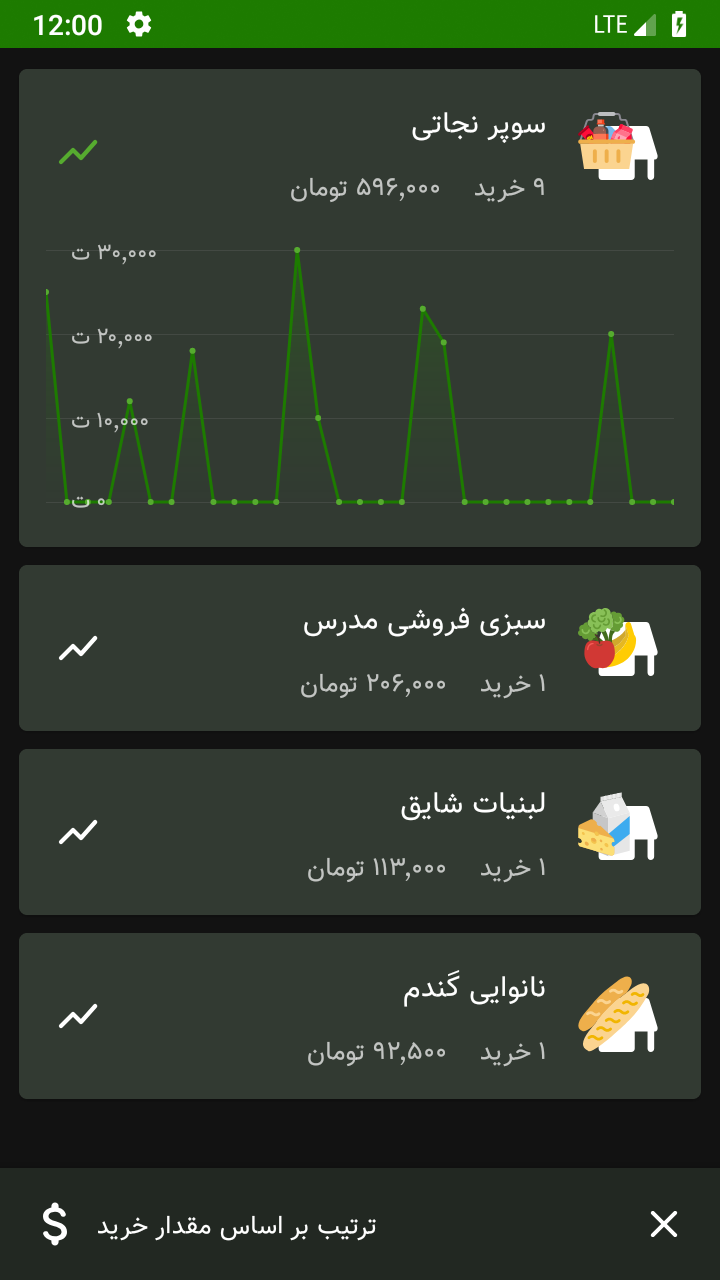 12:00 LTE
سوپر نجاتی
۹ خرید ۵۹۶,۰۰۰ تومان
۳۰,۰۰۰ ت
۲۰,۰۰۰ ت
۱۰,۰۰۰ ت
۰ ت
سبزی فروشی مدرس
۱ خرید ۲۰۶,۰۰۰ تومان
لبنیات شایق
۱ خرید ۱۱۳,۰۰۰ تومان
نانوایی گندم
۱ خرید ۹۲,۵۰۰ تومان
ترتیب بر اساس مقدار خرید